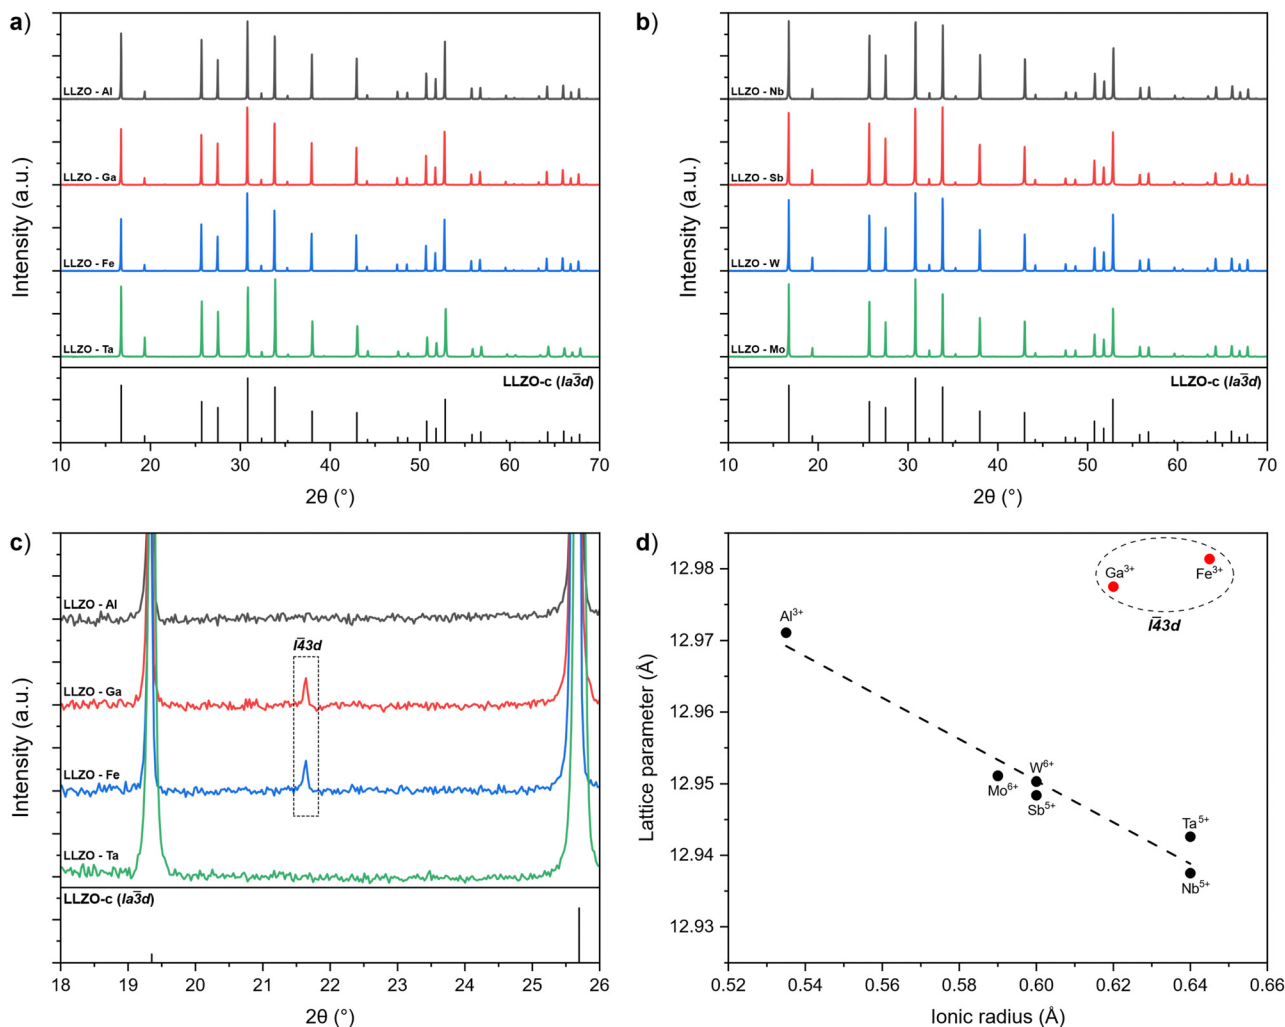 a)
Intensity (a.u.)
LLZO - Al
LLZO - Ga
LLZO - Fe
LLZO - Ta
LLZO-c (Ia3̅d)
10 20 30 40 50 60 70
2θ (°)
b)
Intensity (a.u.)
LLZO - Nb
LLZO - Sb
LLZO - W
LLZO - Mo
LLZO-c (Ia3̅d)
10 20 30 40 50 60 70
2θ (°)
c)
Intensity (a.u.)
LLZO - Al
I4̅3d
LLZO - Ga
LLZO - Fe
LLZO - Ta
LLZO-c (Ia3̅d)
18 19 20 21 22 23 24 25 26
2θ (°)
d)
Lattice parameter (Å)
12.98
12.97
12.96
12.95
12.94
12.93
Ga³⁺
Fe³⁺
I4̅3d
Al³⁺
W⁶⁺
Mo⁶⁺
Sb⁵⁺
Ta⁵⁺
Nb⁵⁺
0.52 0.54 0.56 0.58 0.60 0.62 0.64 0.66
Ionic radius (Å)